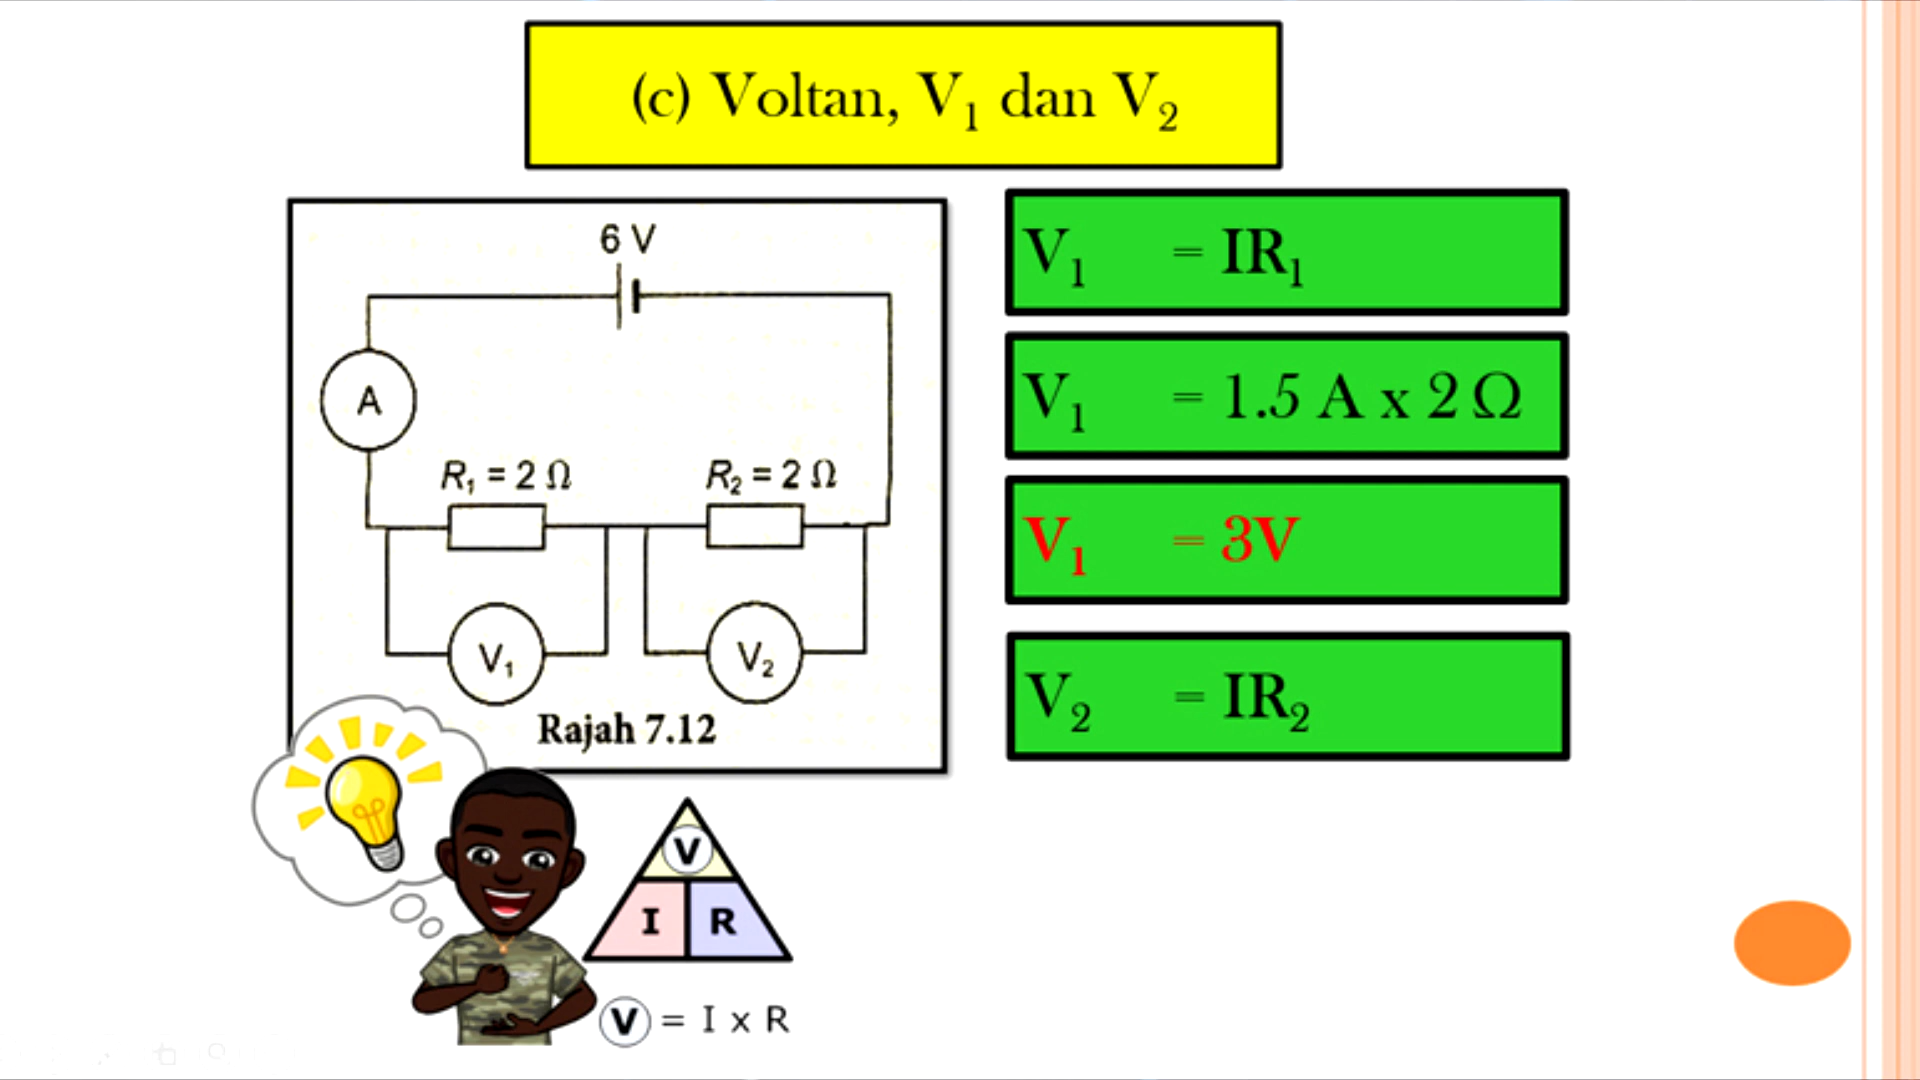 (c) Voltan, V₁ dan V₂
6 V
A
R₁ = 2 Ω
R₂ = 2 Ω
V₁
V₂
Rajah 7.12
V₁ = IR₁
V₁ = 1.5 A x 2 Ω
V₁ = 3V
V₂ = IR₂
V
I R
V = I x R